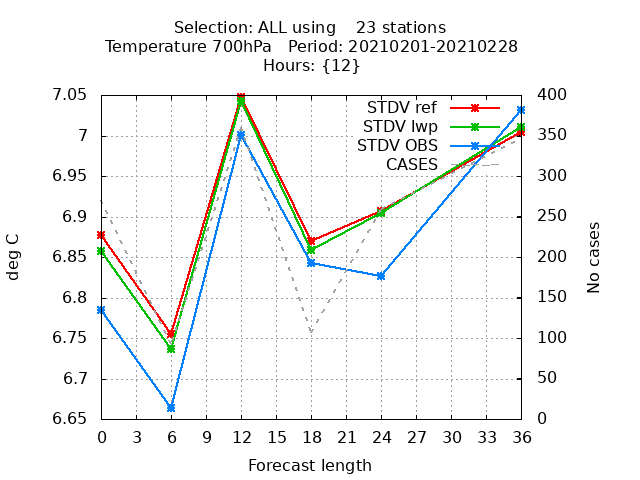 Selection: ALL using    23 stations
Temperature 700hPa   Period: 20210201-20210228
Hours: {12}
7.05
7
6.95
6.9
6.85
6.8
6.75
6.7
6.65
deg C
STDV ref
STDV lwp
STDV OBS
CASES
400
350
300
250
200
150
100
50
0
No cases
0 3 6 9 12 15 18 21 24 27 30 33 36
Forecast length